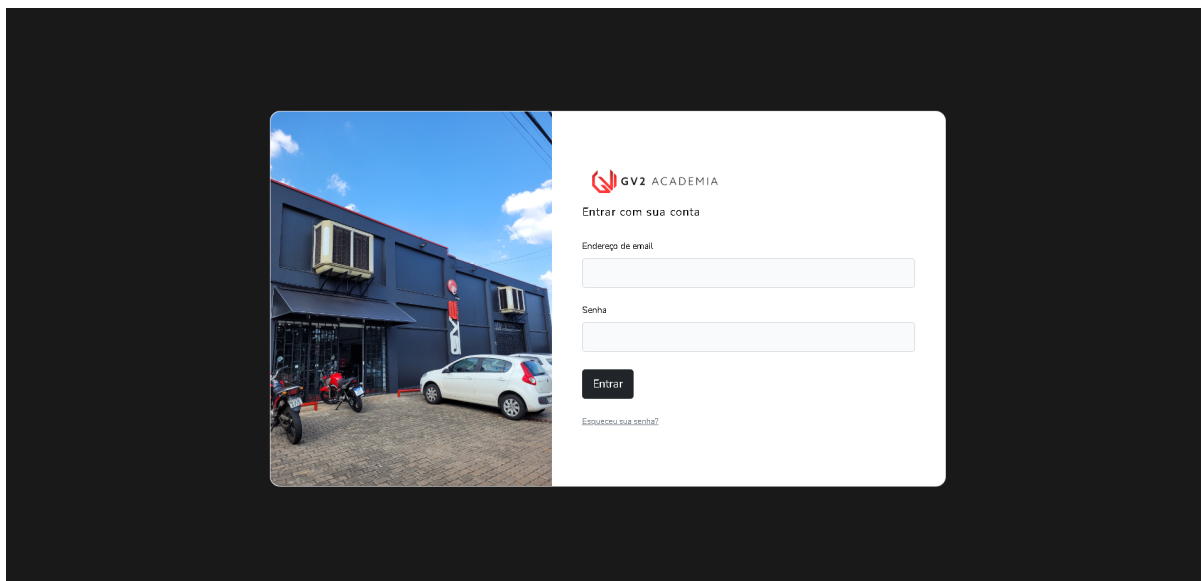 GV2 ACADEMIA
Entrar com sua conta
Endereço de email
Senha
Entrar
Esqueceu sua senha?